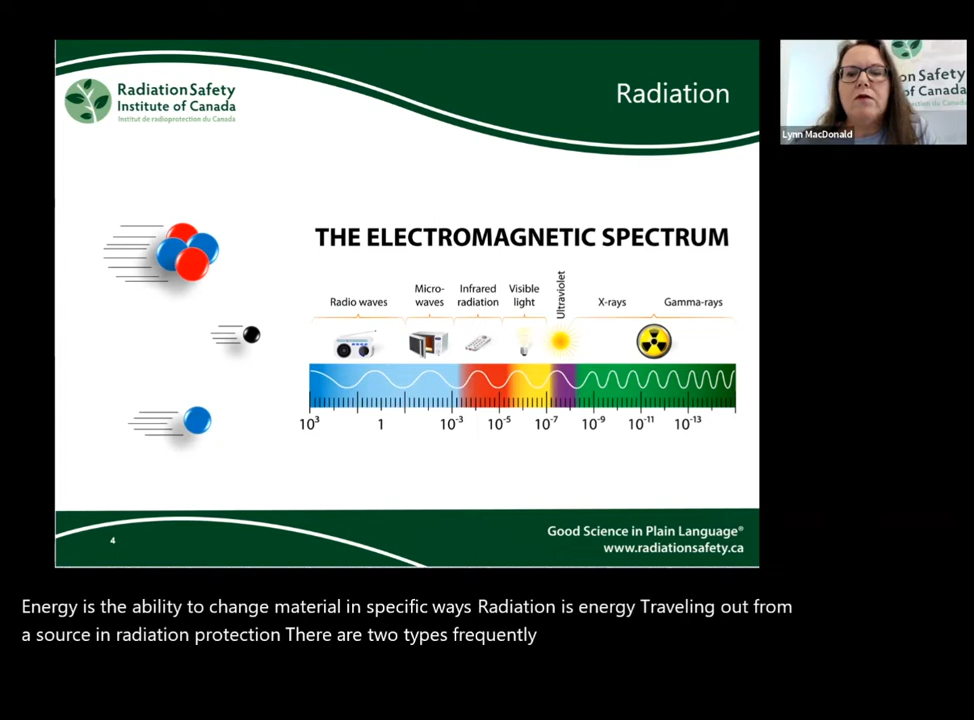 Radiation Safety
Institute of Canada
Institut de radioprotection du Canada
Radiation
on Safety
of Canada
ection du Canada
Lynn MacDonald
THE ELECTROMAGNETIC SPECTRUM
Radio waves
Micro-
waves
Infrared
radiation
Visible
light
Ultraviolet
X-rays
Gamma-rays
10³ 1 10⁻³ 10⁻⁵ 10⁻⁷ 10⁻⁹ 10⁻¹¹ 10⁻¹³
4
Good Science in Plain Language®
www.radiationsafety.ca
Energy is the ability to change material in specific ways Radiation is energy Traveling out from
a source in radiation protection There are two types frequently